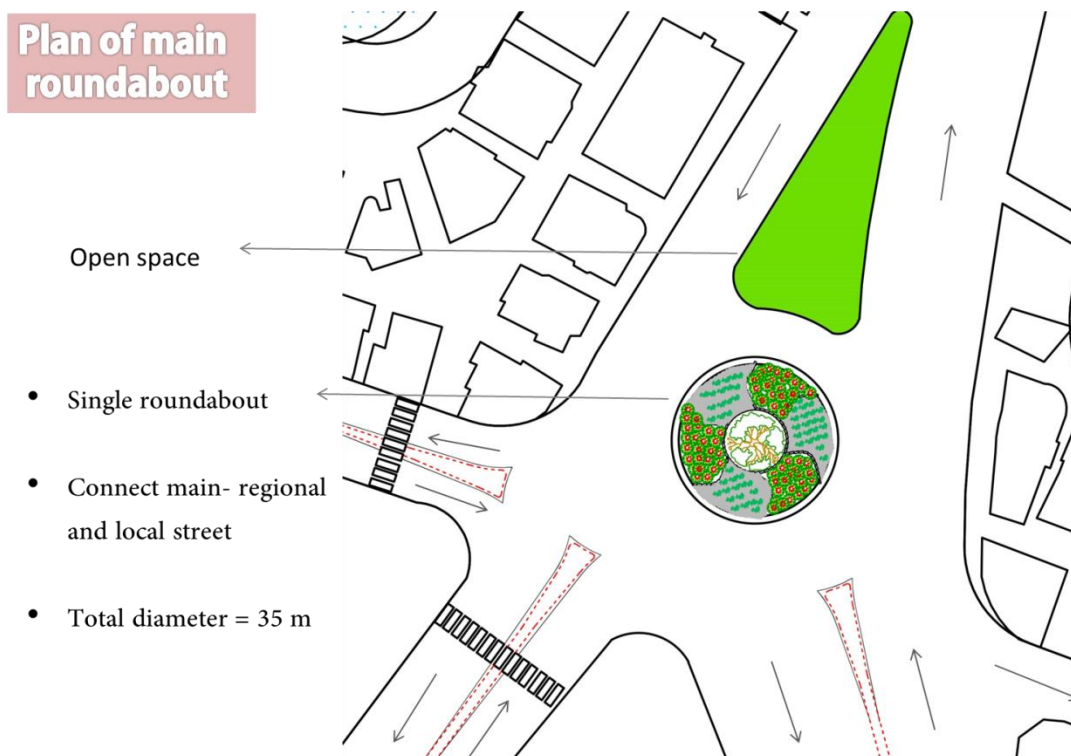 Plan of main
roundabout
Open space
• Single roundabout
• Connect main- regional
and local street
• Total diameter = 35 m